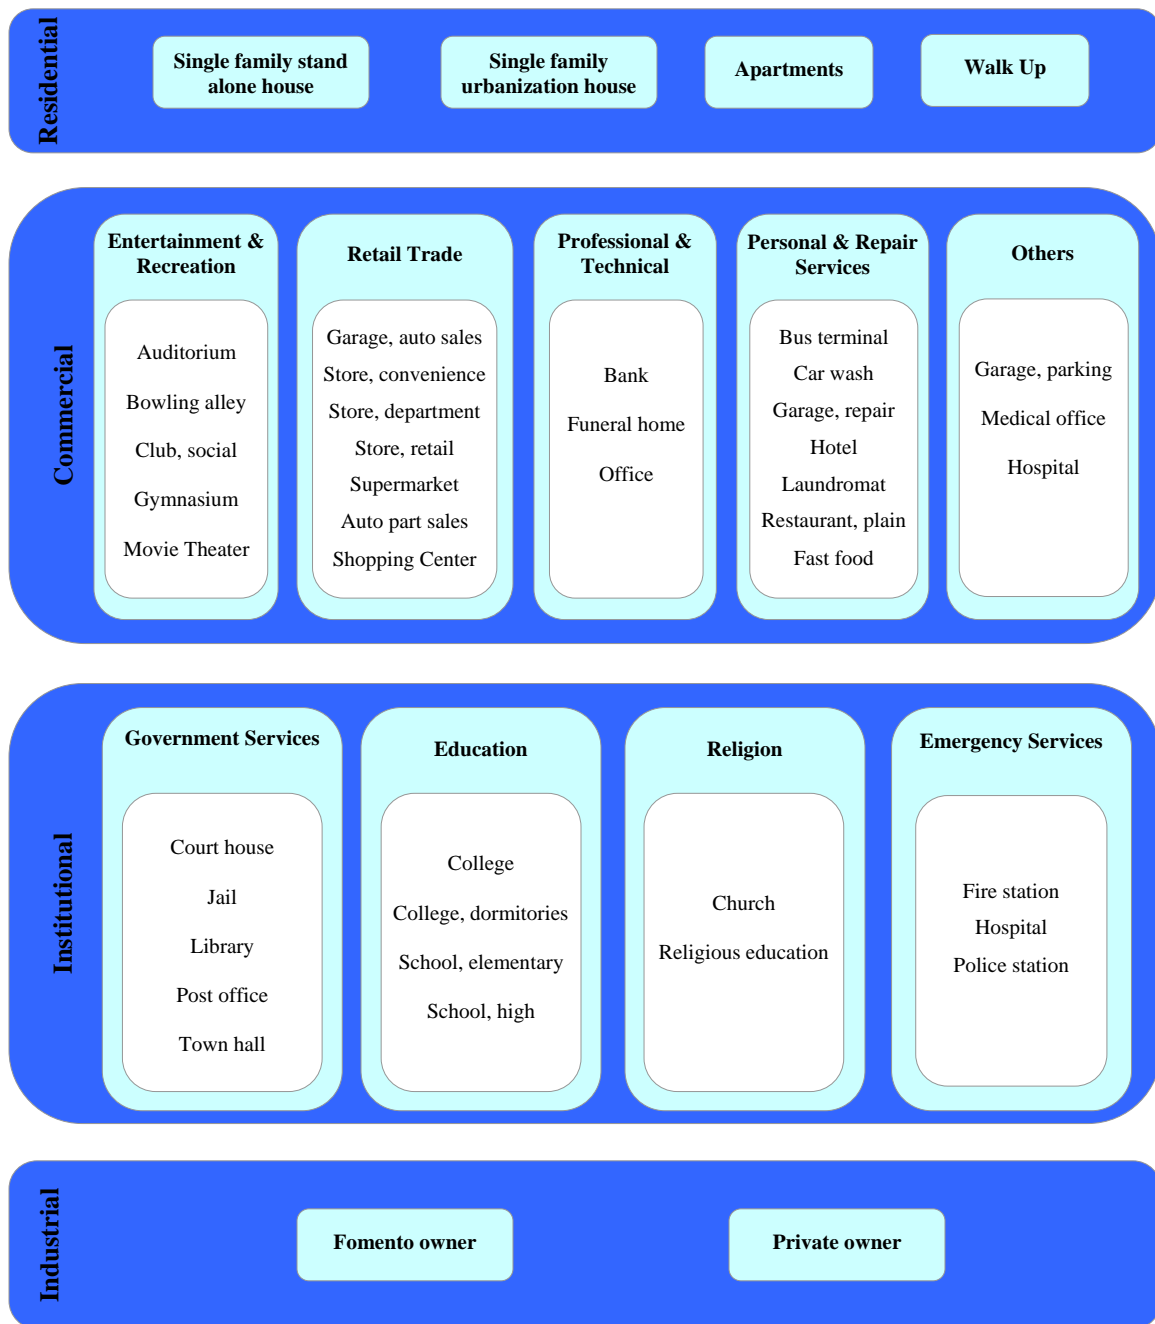 Residential
Single family stand
alone house
Single family
urbanization house
Apartments
Walk Up
Commercial
Entertainment &
Recreation
Auditorium
Bowling alley
Club, social
Gymnasium
Movie Theater
Retail Trade
Garage, auto sales
Store, convenience
Store, department
Store, retail
Supermarket
Auto part sales
Shopping Center
Professional &
Technical
Bank
Funeral home
Office
Personal & Repair
Services
Bus terminal
Car wash
Garage, repair
Hotel
Laundromat
Restaurant, plain
Fast food
Others
Garage, parking
Medical office
Hospital
Institutional
Government Services
Court house
Jail
Library
Post office
Town hall
Education
College
College, dormitories
School, elementary
School, high
Religion
Church
Religious education
Emergency Services
Fire station
Hospital
Police station
Industrial
Fomento owner
Private owner